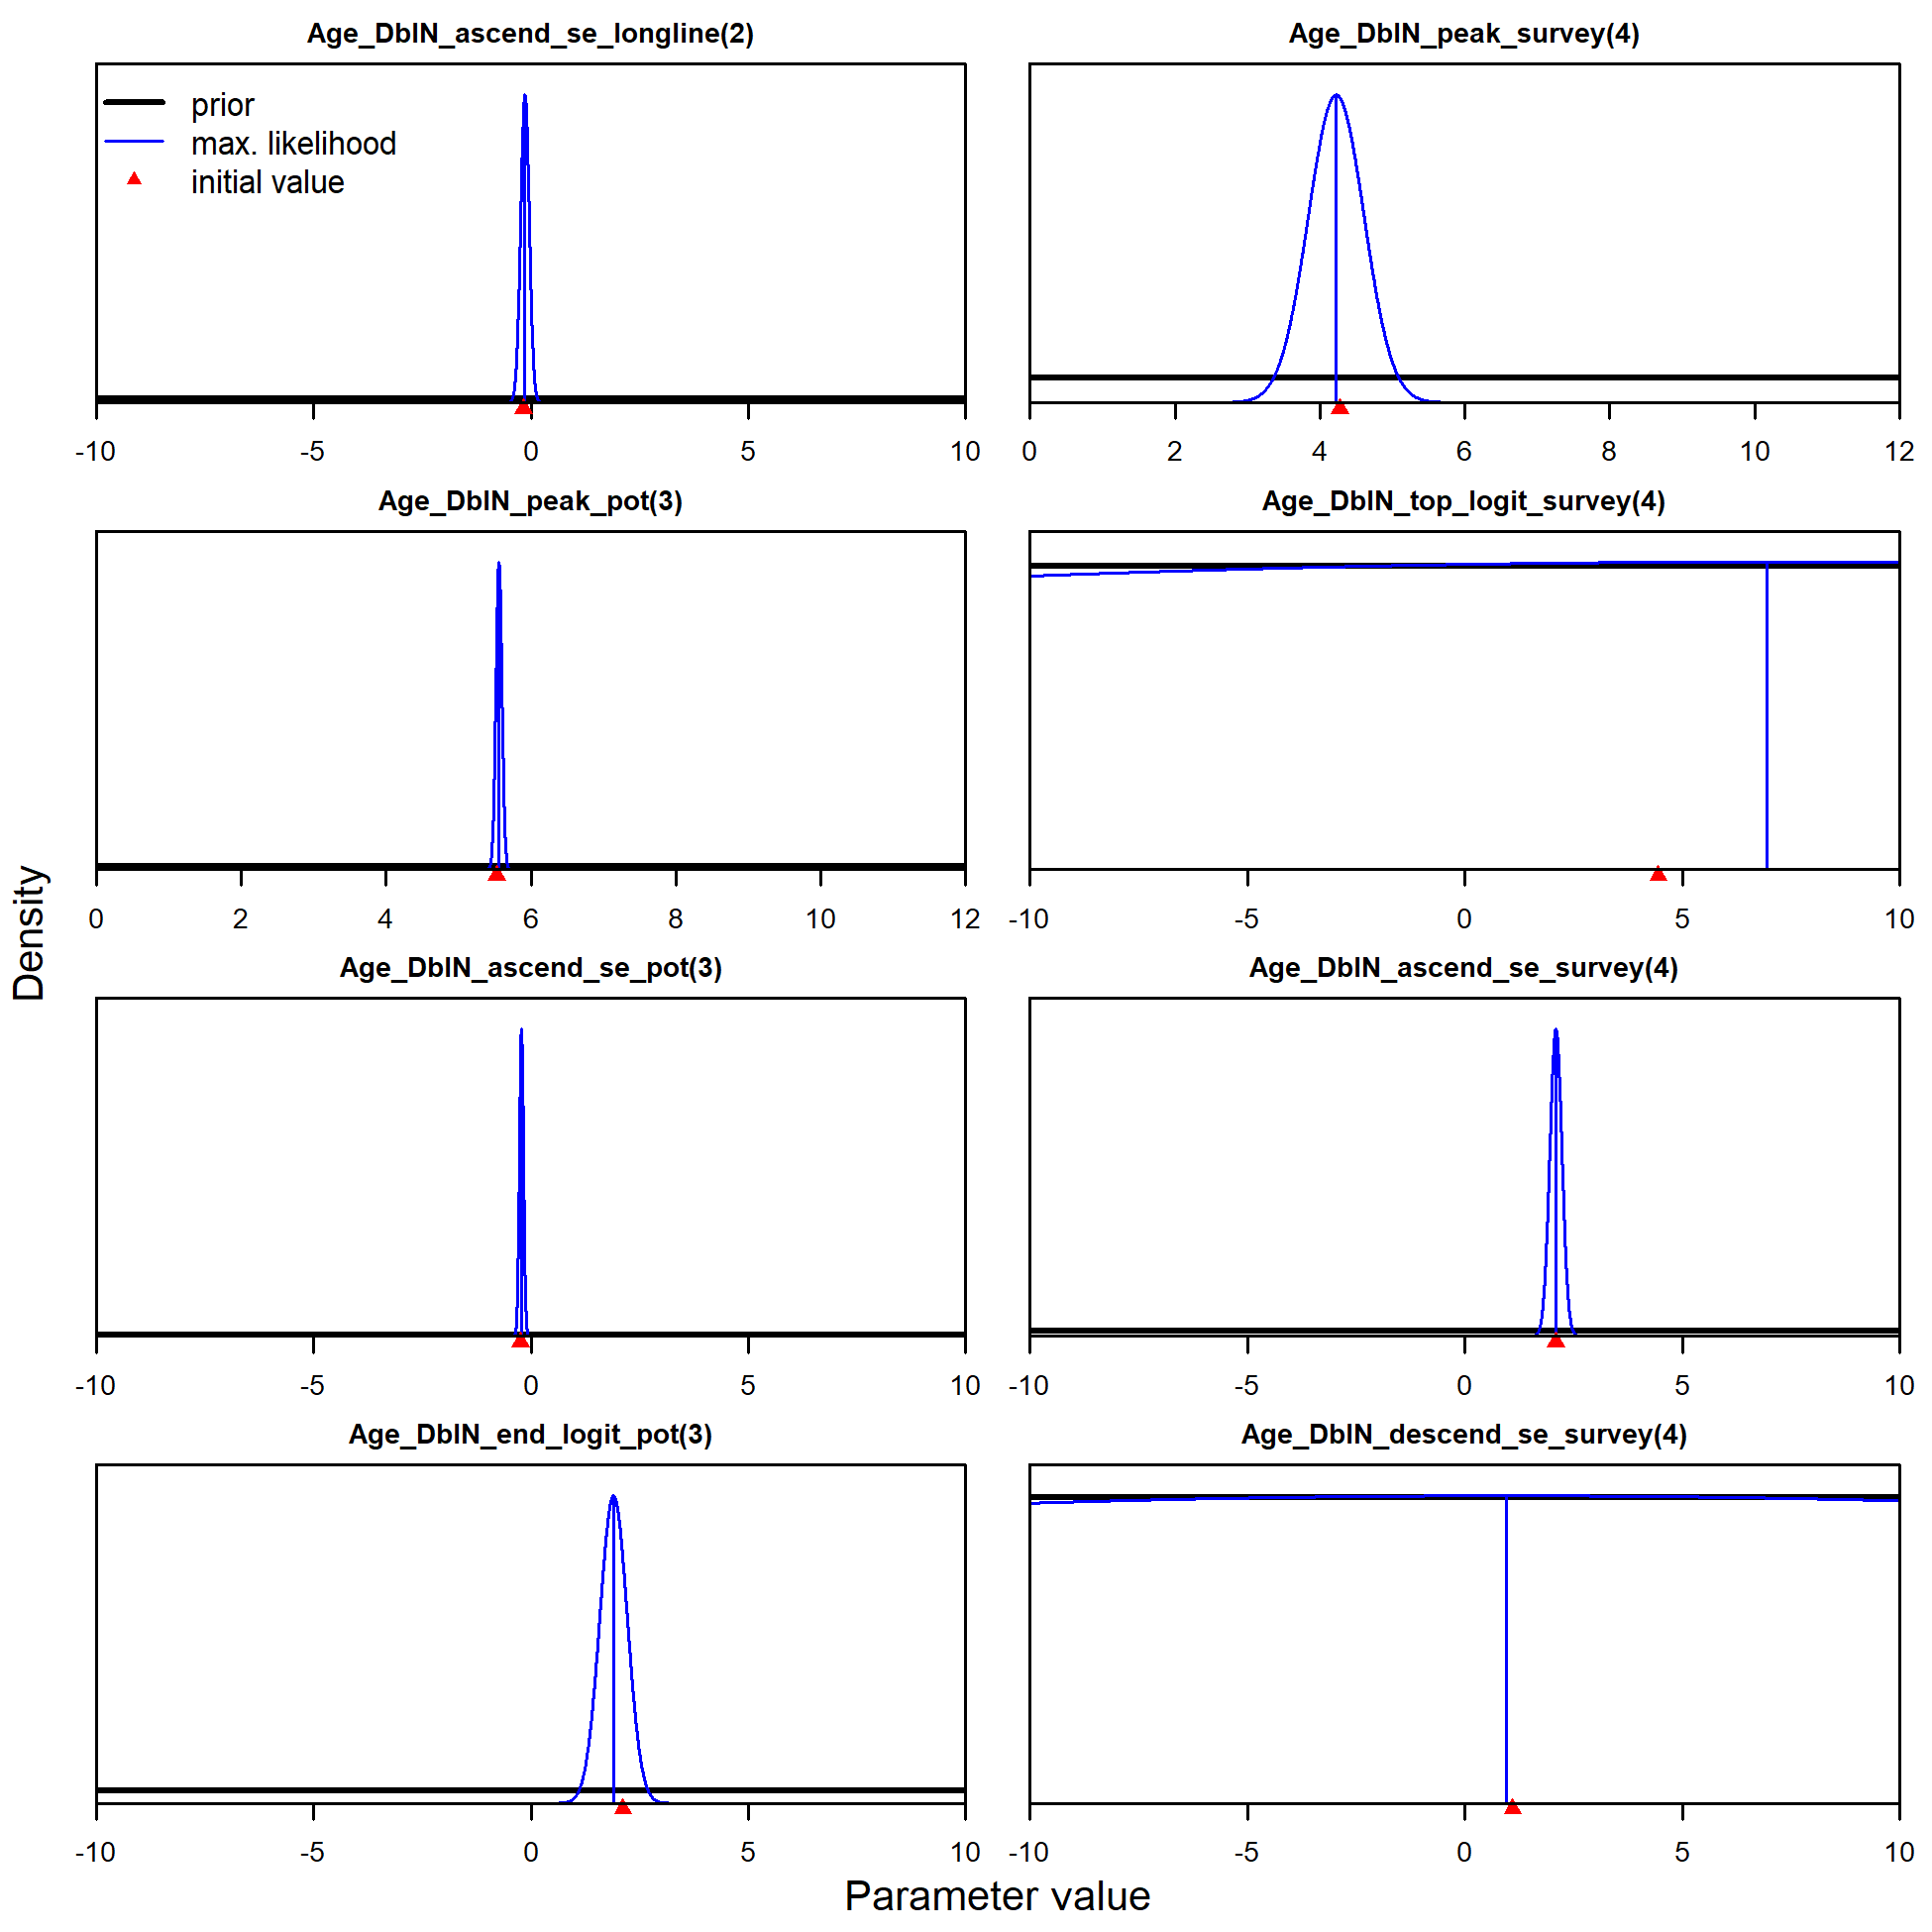 Age_DblN_ascend_se_longline(2)
prior
max. likelihood
initial value
-10 -5 0 5 10
Age_DblN_peak_survey(4)
0 2 4 6 8 10 12
Age_DblN_peak_pot(3)
0 2 4 6 8 10 12
Age_DblN_top_logit_survey(4)
-10 -5 0 5 10
Age_DblN_ascend_se_pot(3)
-10 -5 0 5 10
Age_DblN_ascend_se_survey(4)
-10 -5 0 5 10
Age_DblN_end_logit_pot(3)
-10 -5 0 5 10
Age_DblN_descend_se_survey(4)
-10 -5 0 5 10
Density
Parameter value